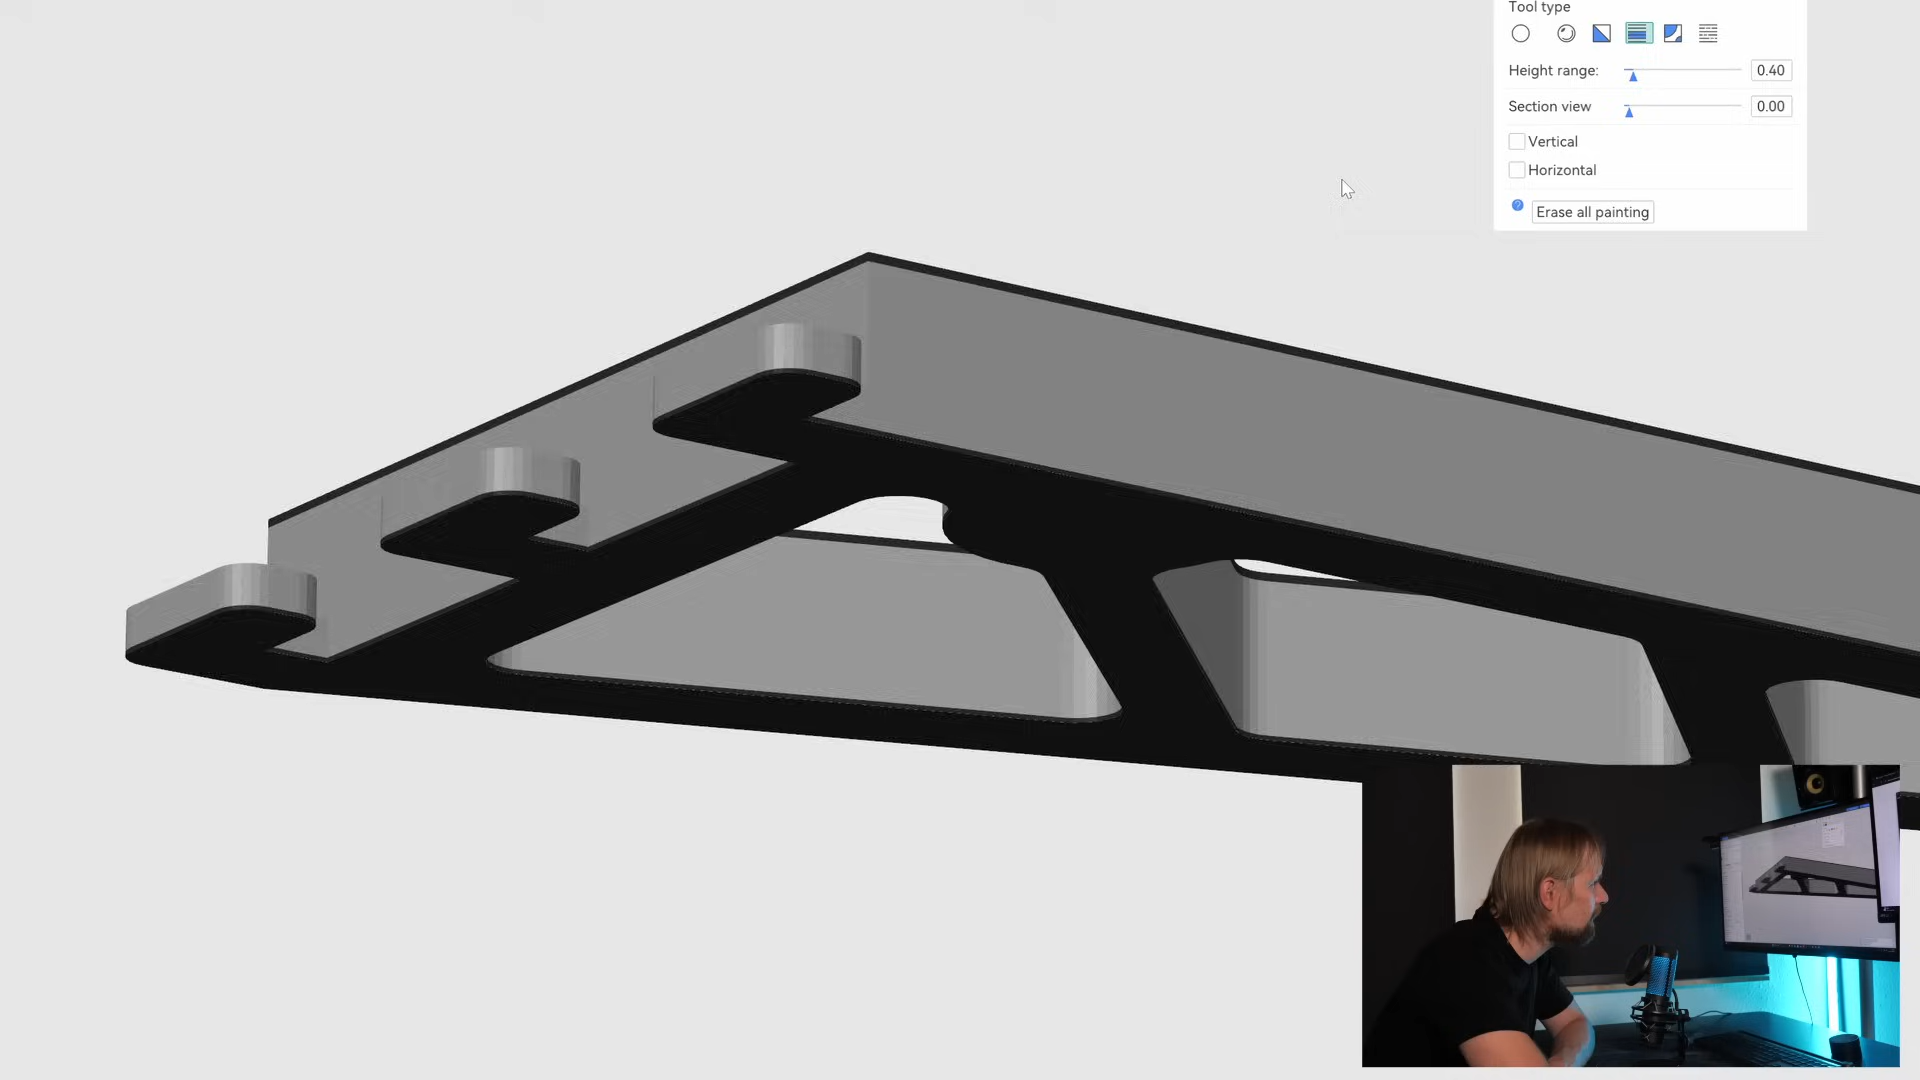 Tool type
Height range: 0.40
Section view 0.00
Vertical
Horizontal
? Erase all painting